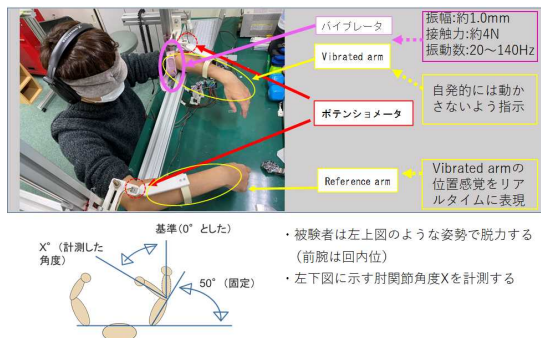 バイブレータ
振幅:約1.0mm
接触力:約4N
振動数:20~140Hz
Vibrated arm
自発的には動か
さないよう指示
ポテンショメータ
Reference arm
Vibrated armの
位置感覚をリア
ルタイムに表現
基準(0°とした)
X°(計測した
角度)
50°(固定)
・被験者は左上図のような姿勢で脱力する
(前腕は回内位)
・左下図に示す肘関節角度Xを計測する